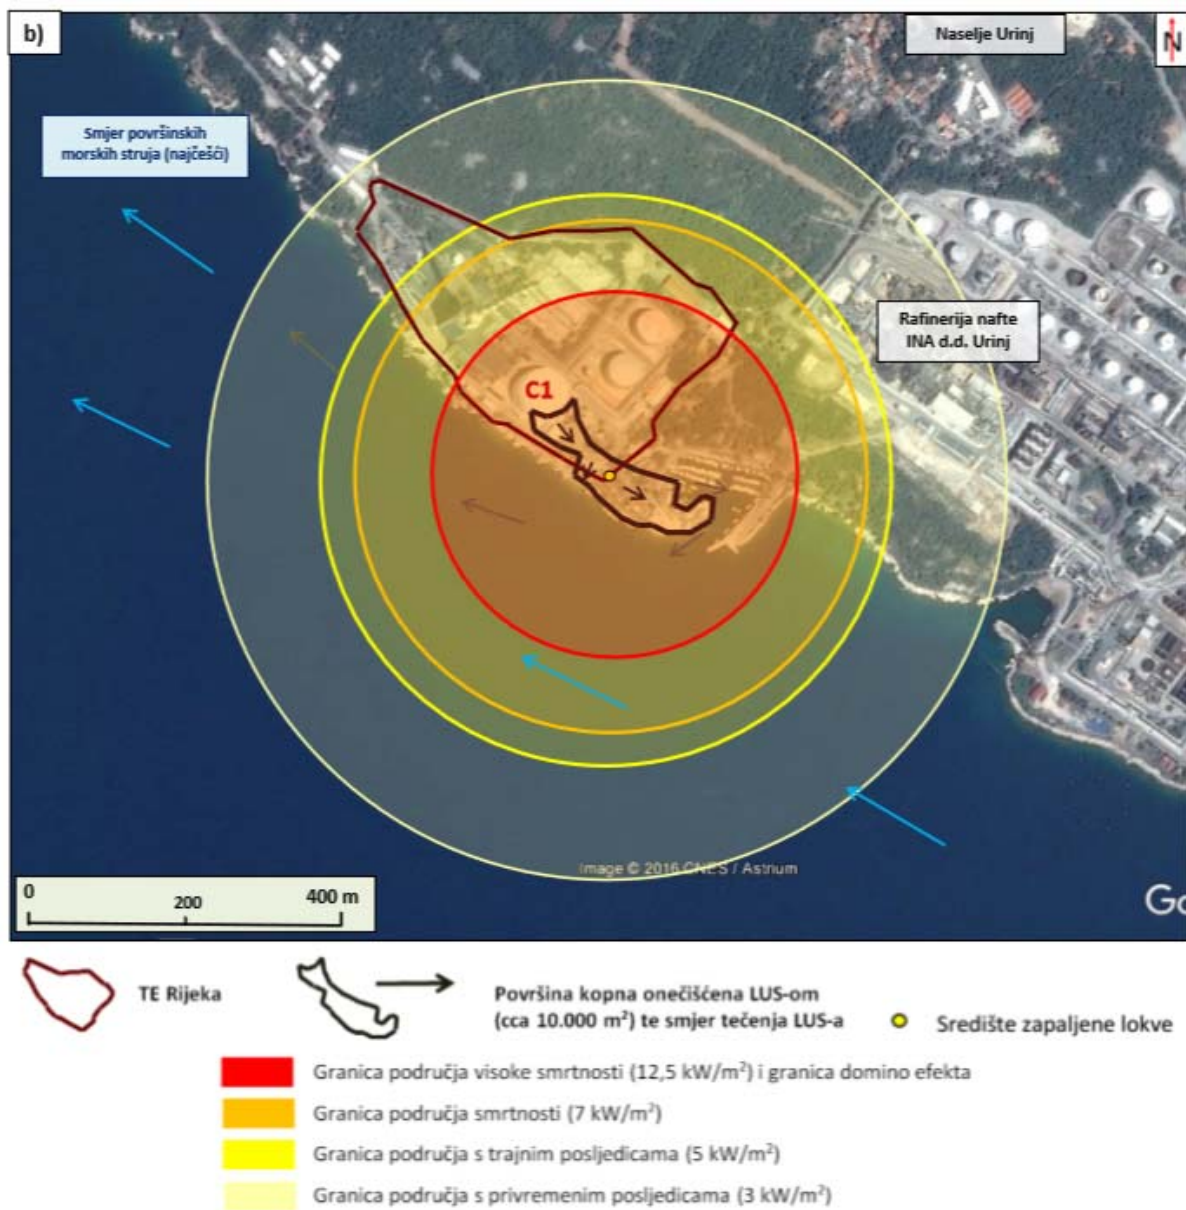 b)
Naselje Urinj
N
Smjer površinskih
morskih struja (najčešći)
Rafinerija nafte
INA d.d. Urinj
C1
Image © 2016 CNES / Astrium
Go
0
200
400 m
TE Rijeka
Površina kopna onečišćena LUS-om
(cca 10.000 m²) te smjer tečenja LUS-a
Središte zapaljene lokve
Granica područja visoke smrtnosti (12,5 kW/m²) i granica domino efekta
Granica područja smrtnosti (7 kW/m²)
Granica područja s trajnim posljedicama (5 kW/m²)
Granica područja s privremenim posljedicama (3 kW/m²)